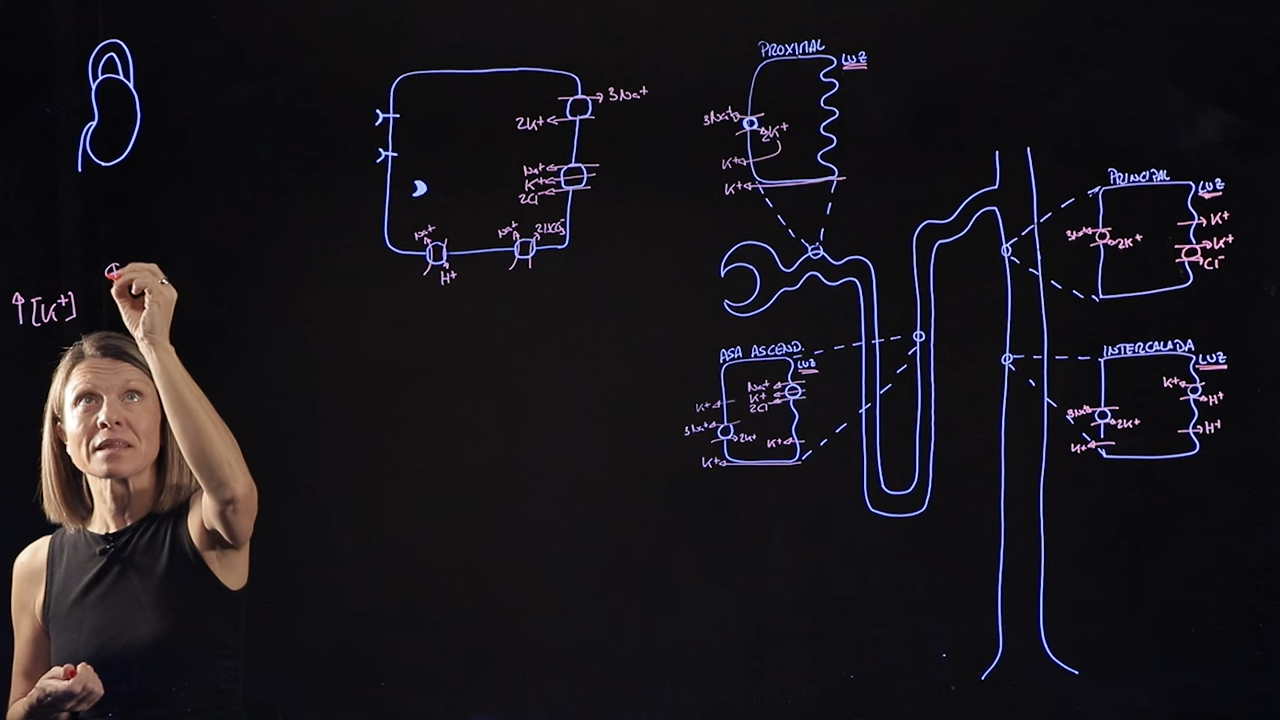 ↑[K⁺]
3Na⁺
2K⁺
Na⁺
K⁺
2Cl⁻
Na⁺
H⁺
Na⁺
2HCO₃⁻
PROXIMAL
LUZ
3Na⁺
2K⁺
K⁺
K⁺
ASA ASCEND.
LUZ
Na⁺
K⁺
2Cl⁻
K⁺
3Na⁺
2K⁺
K⁺
K⁺
PRINCIPAL
LUZ
3Na⁺
2K⁺
K⁺
K⁺
Cl⁻
INTERCALADA
LUZ
K⁺
H⁺
3Na⁺
2K⁺
H⁺
K⁺